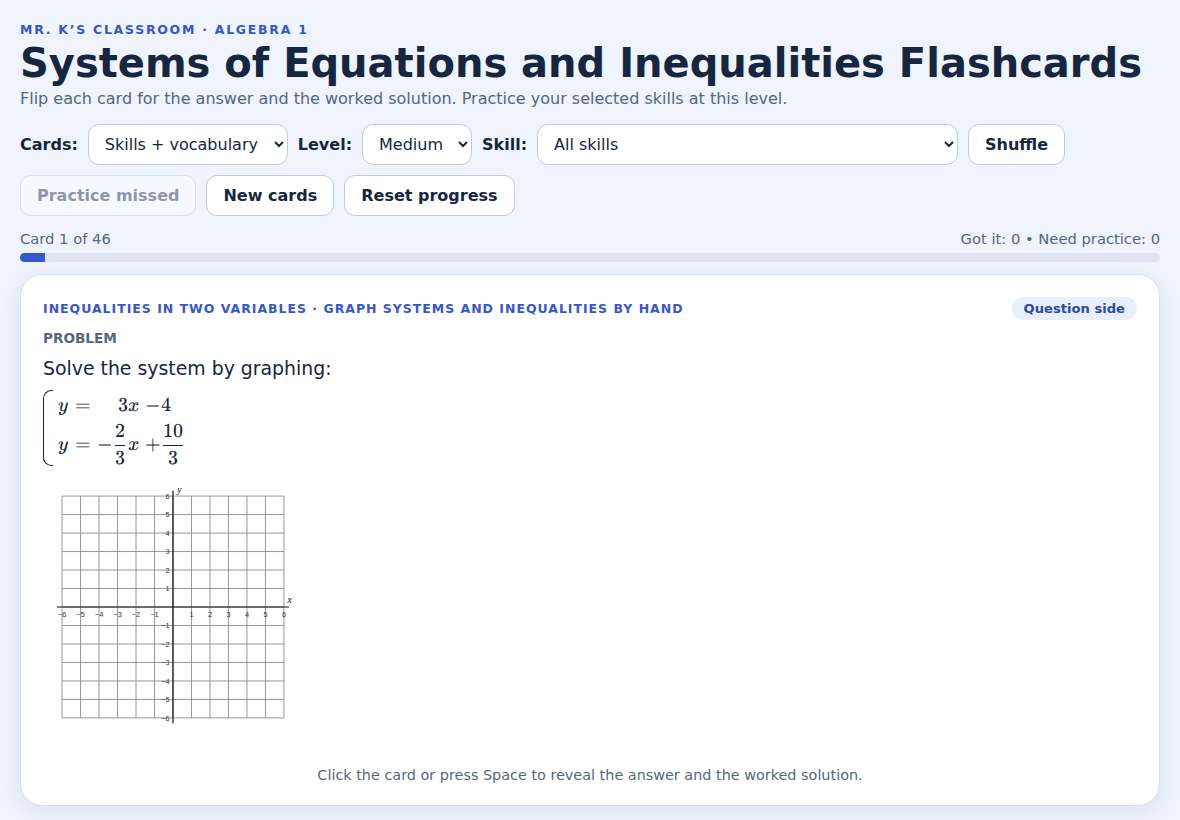 MR. K’S CLASSROOM · ALGEBRA 1
Systems of Equations and Inequalities Flashcards
Flip each card for the answer and the worked solution. Practice your selected skills at this level.
Cards: Skills + vocabulary Level: Medium Skill: All skills Shuffle
Practice missed New cards Reset progress
Card 1 of 46 Got it: 0 • Need practice: 0
INEQUALITIES IN TWO VARIABLES · GRAPH SYSTEMS AND INEQUALITIES BY HAND Question side
PROBLEM
Solve the system by graphing:
y = 3x −4
y = −2/3x +10/3
y
6
5
4
3
2
1
x
−6 −5 −4 −3 −2 −1 1 2 3 4 5 6
−1
−2
−3
−4
−5
−6
Click the card or press Space to reveal the answer and the worked solution.